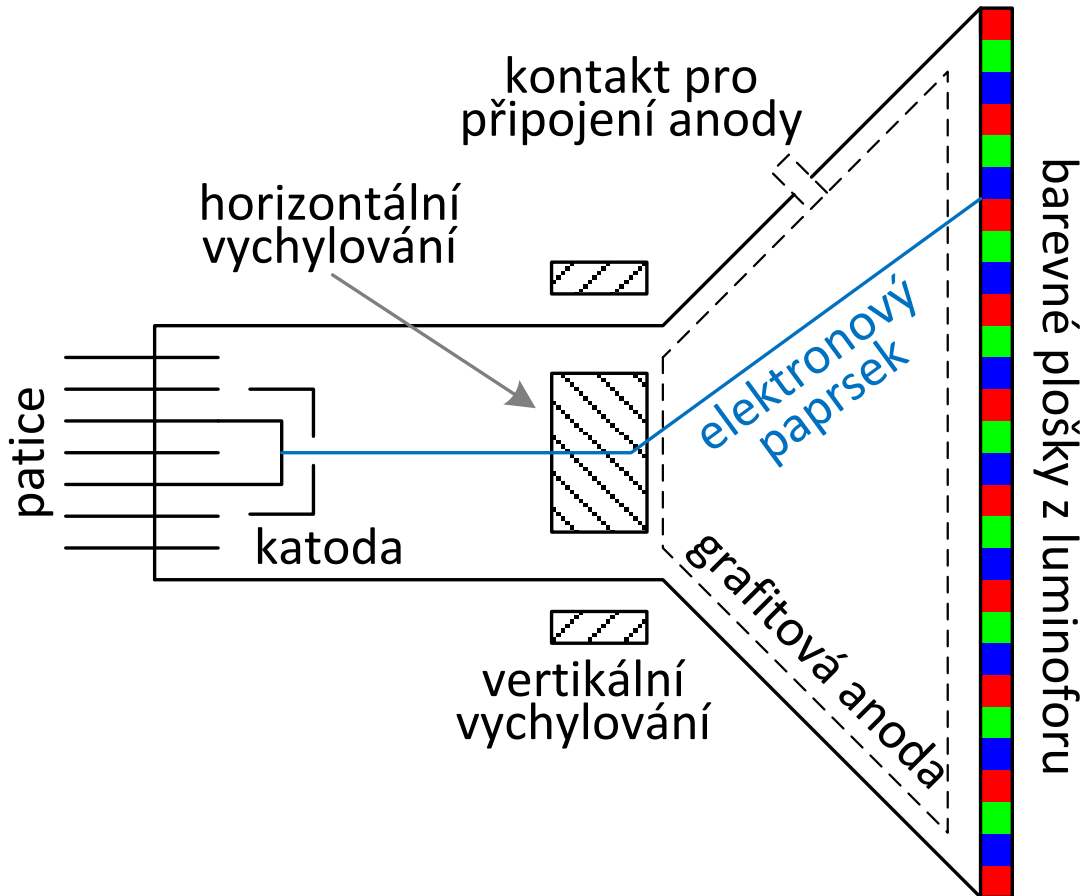 kontakt pro
připojení anody
horizontální
vychylování
elektronový
paprsek
barevné plošky z luminoforu
patice
katoda
grafitová anoda
vertikální
vychylování